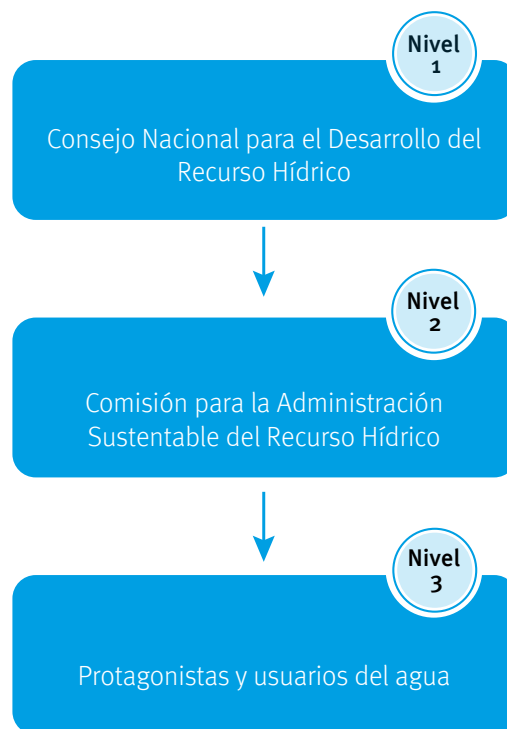 Nivel
1
Consejo Nacional para el Desarrollo del
Recurso Hídrico
Nivel
2
Comisión para la Administración
Sustentable del Recurso Hídrico
Nivel
3
Protagonistas y usuarios del agua